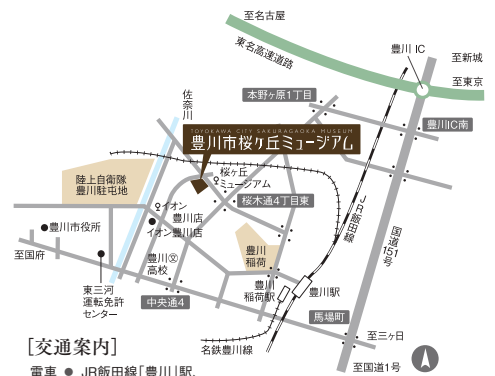 至名古屋
東名高速道路
豊川 IC
至新城
至東京
佐奈川
本野ヶ原1丁目
豊川IC南
TOYOKAWA CITY SAKURAGAOKA MUSEUM
豊川市桜ヶ丘ミュージアム
陸上自衛隊
豊川駐屯地
桜ヶ丘
ミュージアム
桜木通4丁目東
JR飯田線
国道151号
イオン
豊川店
イオン豊川店
豊川市役所
至国府
豊川
高校
文
豊川
稲荷
東三河
運転免許
センター
中央通4
豊川
稲荷駅
豊川駅
馬場町
至三ヶ日
名鉄豊川線
至国道1号
[交通案内]
電車 ● JR飯田線「豊川」駅、